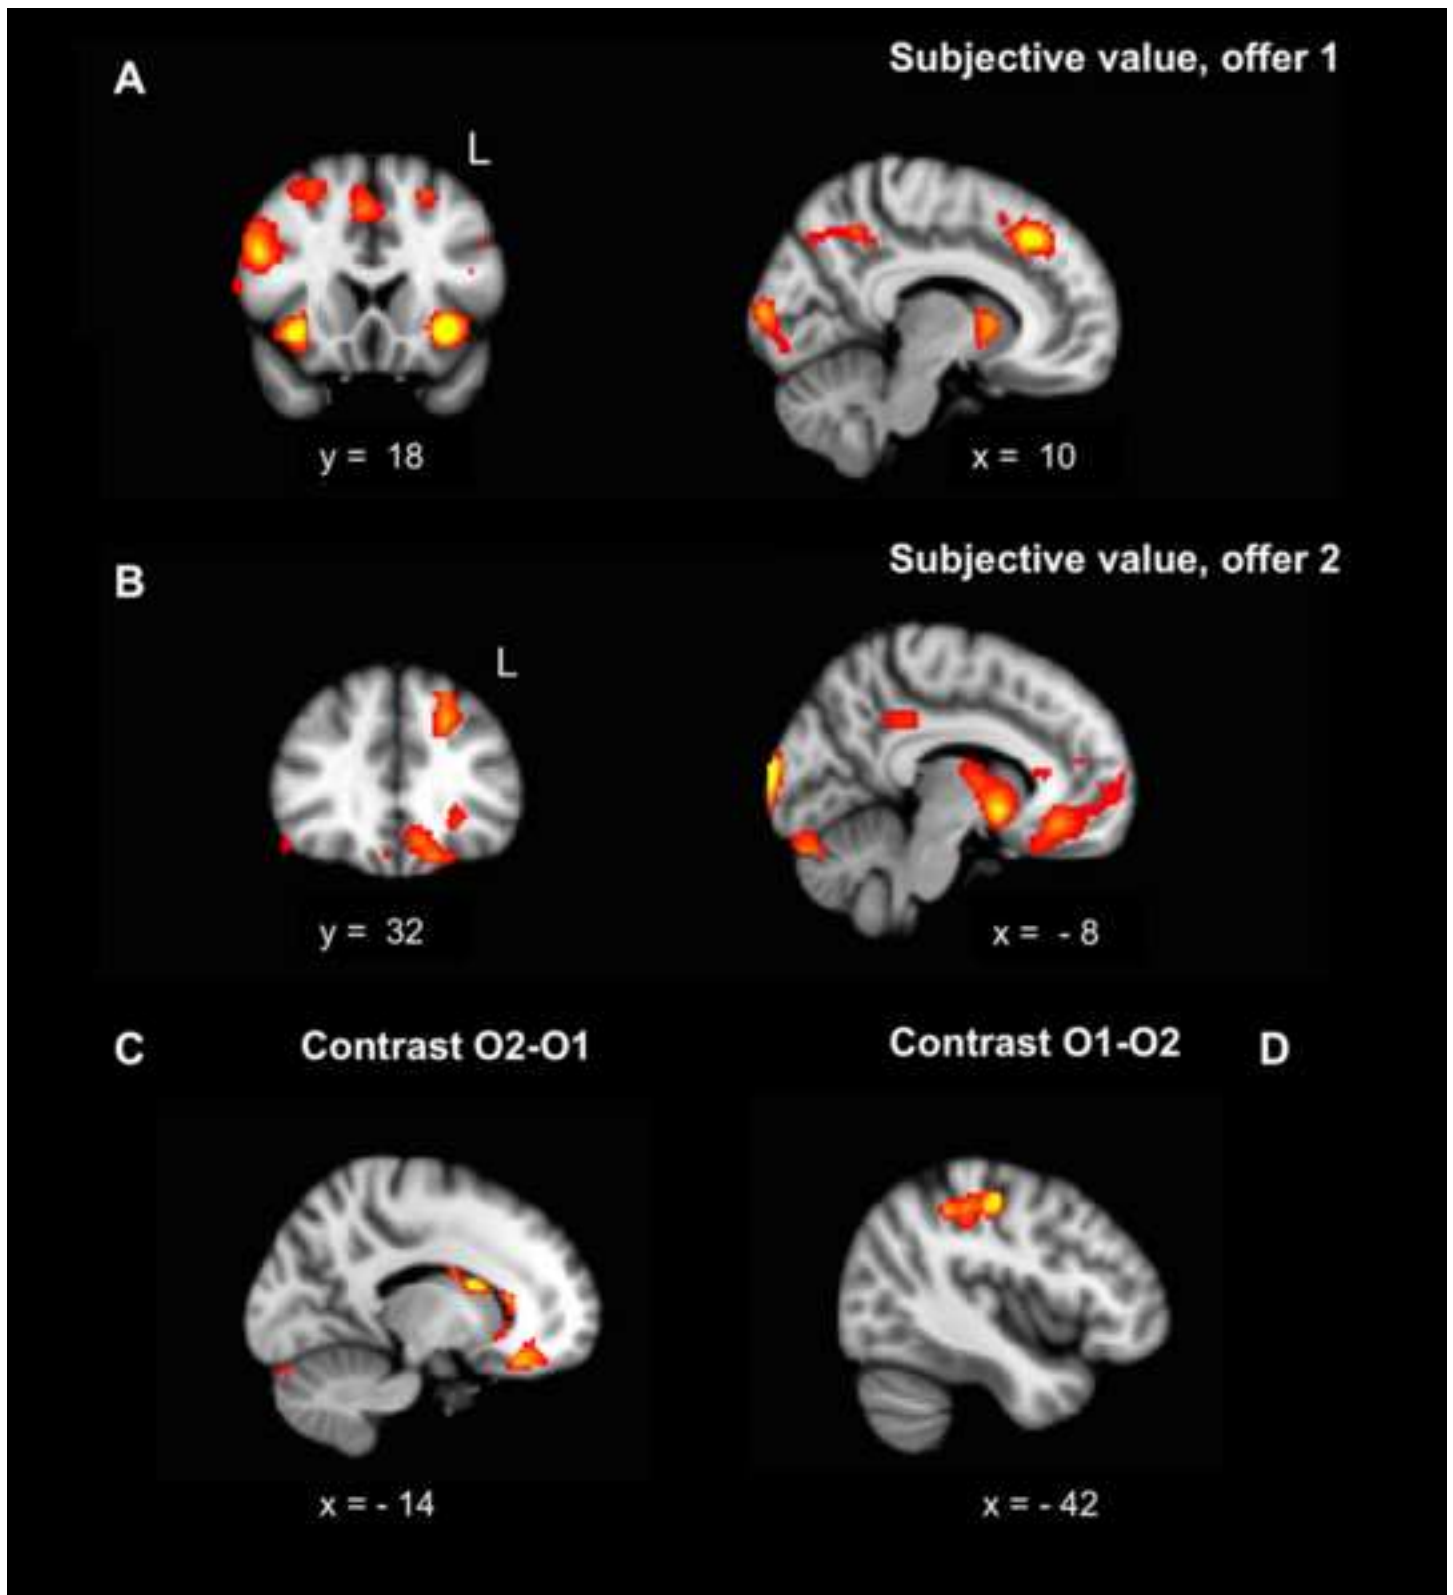 A
Subjective value, offer 1
L
y = 18
x = 10
B
Subjective value, offer 2
L
y = 32
x = - 8
C
Contrast O2-O1
Contrast O1-O2
D
x = - 14
x = - 42